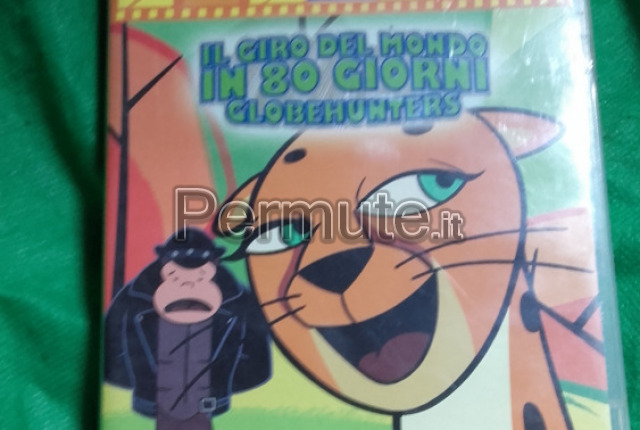 IL GIRO DEL MONDO
IN 80 GIORNI
GLOBEHUNTERS
Permute.it